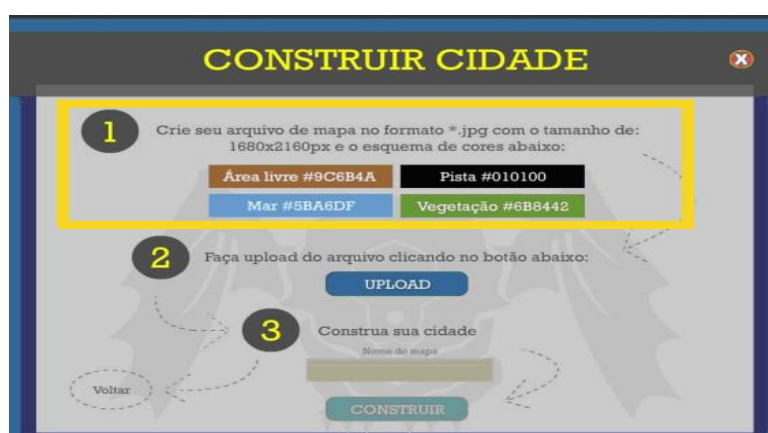 CONSTRUIR CIDADE
X
1
Crie seu arquivo de mapa no formato *.jpg com o tamanho de:
1680x2160px e o esquema de cores abaixo:
Área livre #9C6B4A
Pista #010100
Mar #5BA6DF
Vegetação #6B8442
2
Faça upload do arquivo clicando no botão abaixo:
UPLOAD
3
Construa sua cidade
Nome do mapa
Voltar
CONSTRUIR